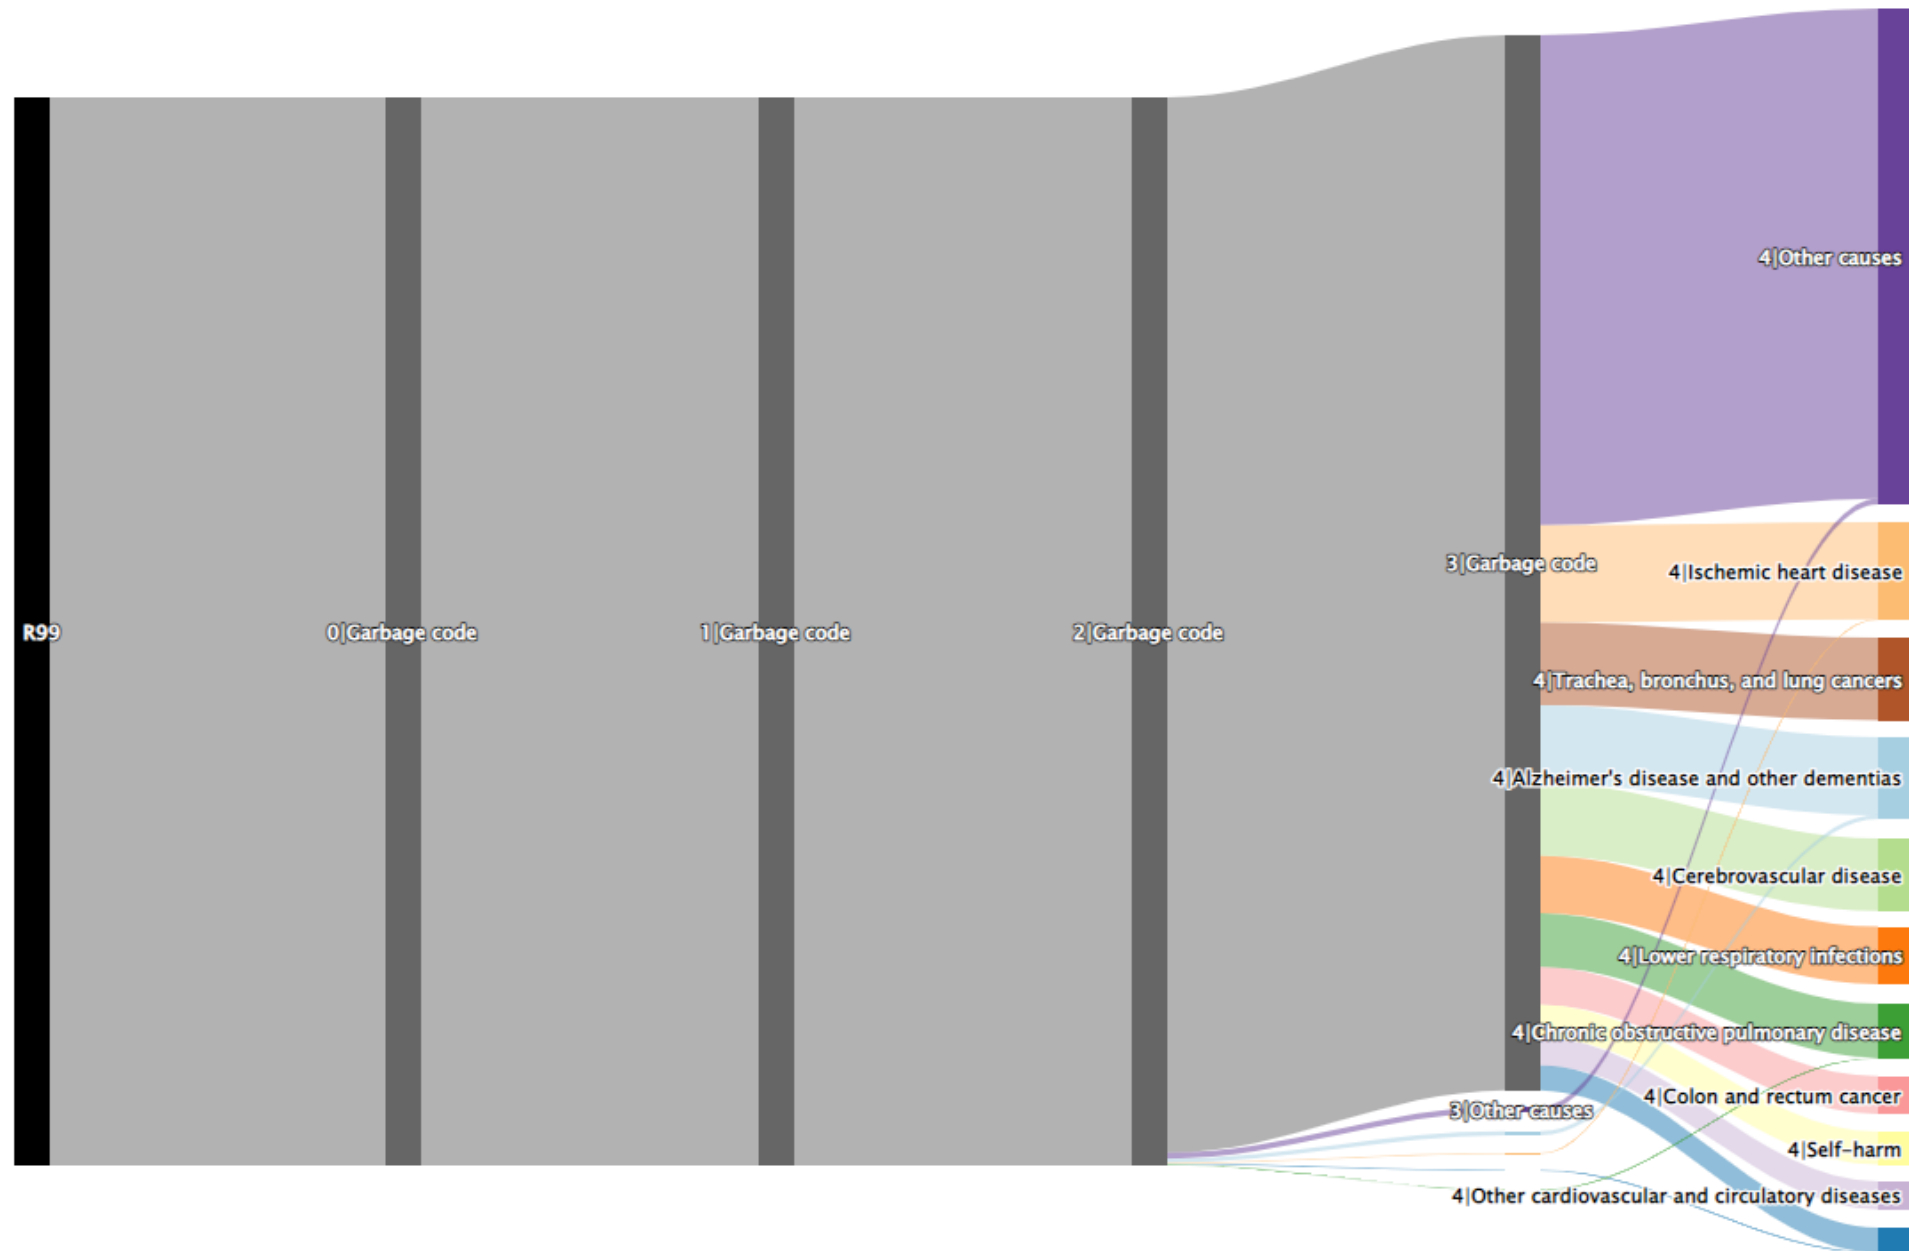 4|Other causes
3|Garbage code
4|Ischemic heart disease
R99
0|Garbage code
1|Garbage code
2|Garbage code
4|Trachea, bronchus, and lung cancers
4|Alzheimer's disease and other dementias
4|Cerebrovascular disease
4|Lower respiratory infections
4|Chronic obstructive pulmonary disease
4|Colon and rectum cancer
3|Other causes
4|Self-harm
4|Other cardiovascular and circulatory diseases